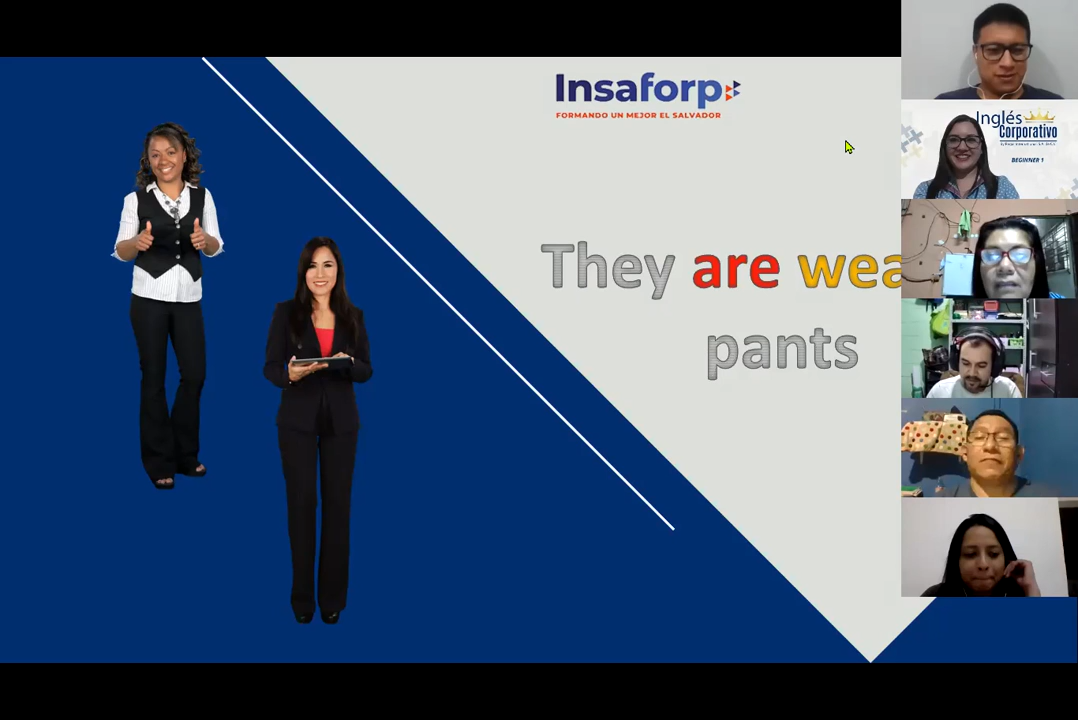 Insaforp
FORMANDO UN MEJOR EL SALVADOR
Inglés
Corporativo
BEGINNER 1
They are wea
pants